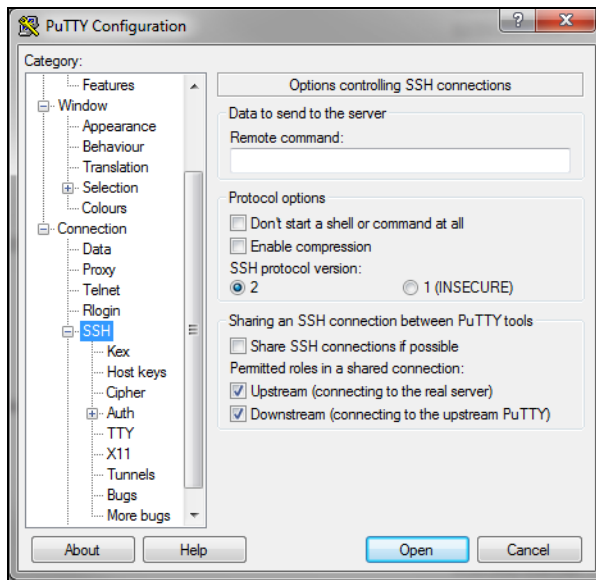 PuTTY Configuration
Category:
Features
Window
Appearance
Behaviour
Translation
Selection
Colours
Connection
Data
Proxy
Telnet
Rlogin
SSH
Kex
Host keys
Cipher
Auth
TTY
X11
Tunnels
Bugs
More bugs
Options controlling SSH connections
Data to send to the server
Remote command:
Protocol options
Don't start a shell or command at all
Enable compression
SSH protocol version:
2 1 (INSECURE)
Sharing an SSH connection between PuTTY tools
Share SSH connections if possible
Permitted roles in a shared connection:
Upstream (connecting to the real server)
Downstream (connecting to the upstream PuTTY)
About Help Open Cancel